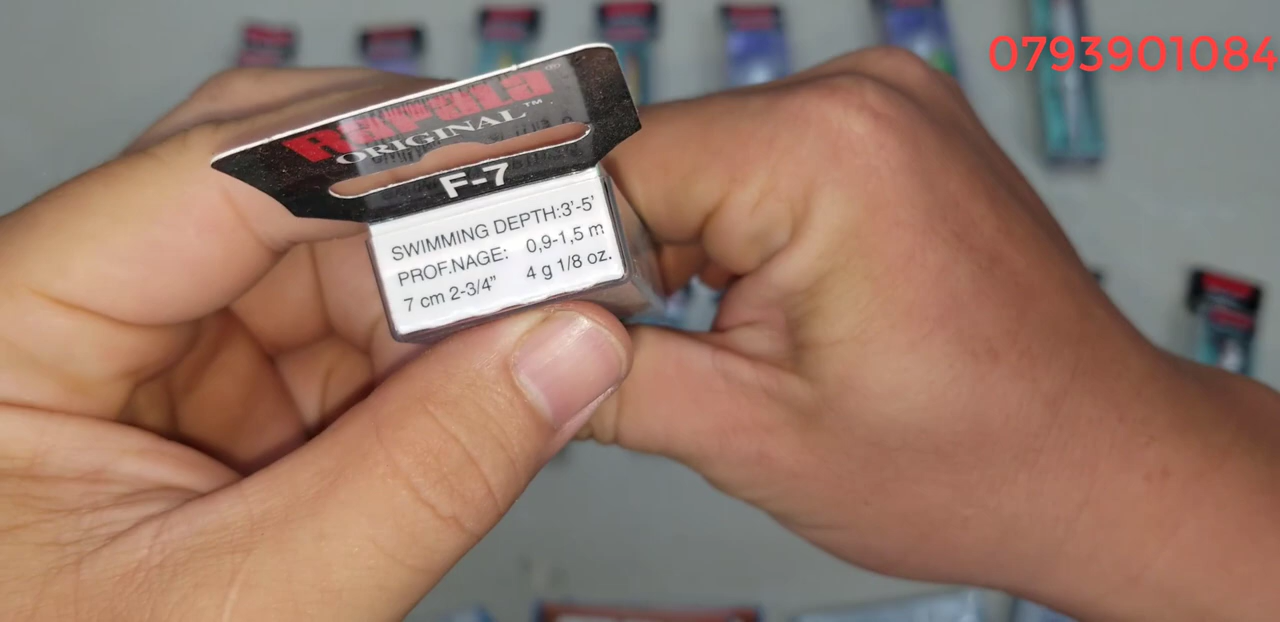 0793901084
Rapala
ORIGINAL™
F-7
SWIMMING DEPTH:3'-5'
PROF.NAGE: 0,9-1,5 m
7 cm 2-3/4" 4 g 1/8 oz.